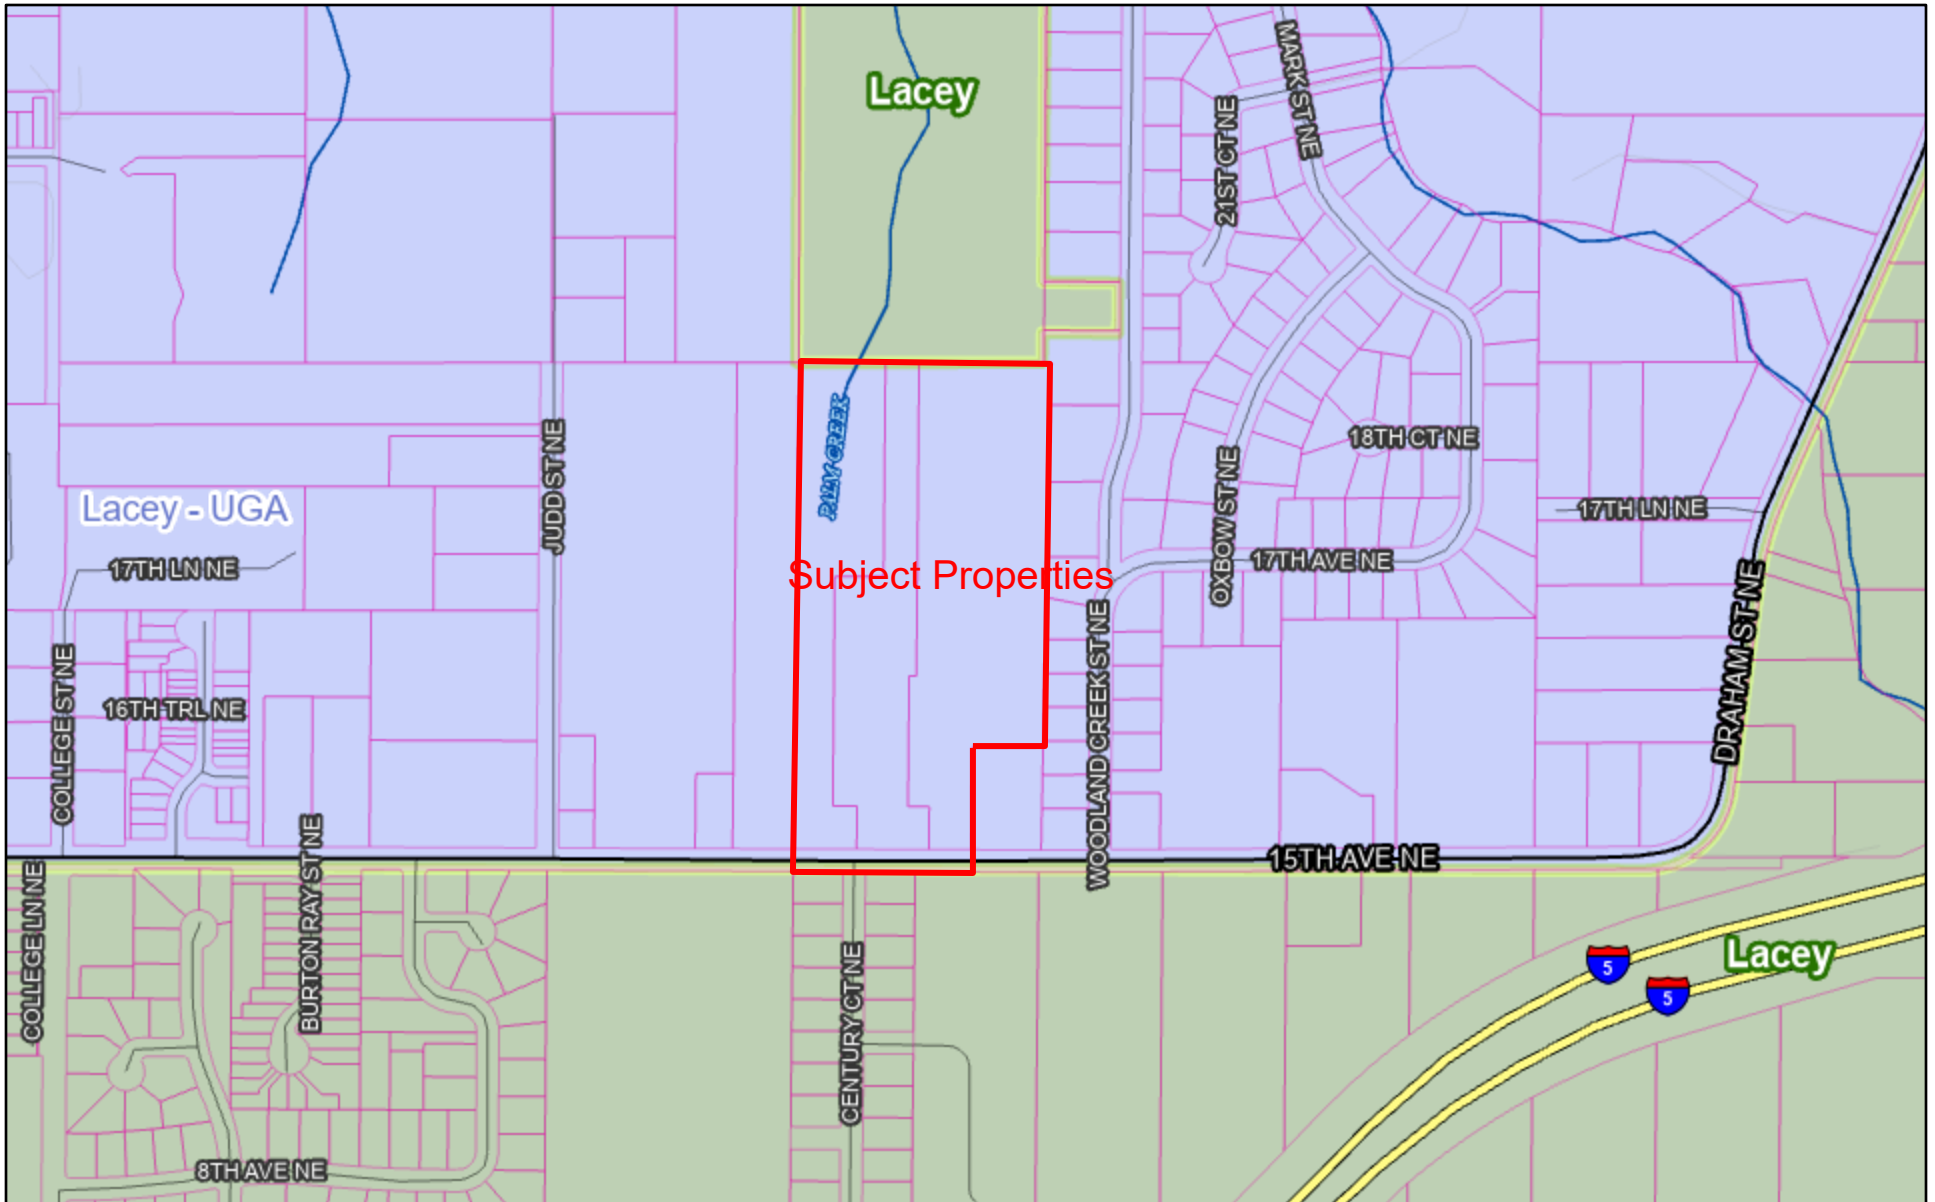 Lacey
MARK ST NE
21ST CT NE
PALM CREEK
JUDD ST NE
18TH CT NE
OXBOW ST NE
Lacey - UGA
17TH LN NE
17TH LN NE
17TH AVE NE
Subject Properties
DRAHAM ST NE
WOODLAND CREEK ST NE
COLLEGE ST NE
16TH TRL NE
BURTON RAY ST NE
15TH AVE NE
COLLEGE LN NE
CENTURY CT NE
5
5
Lacey
8TH AVE NE